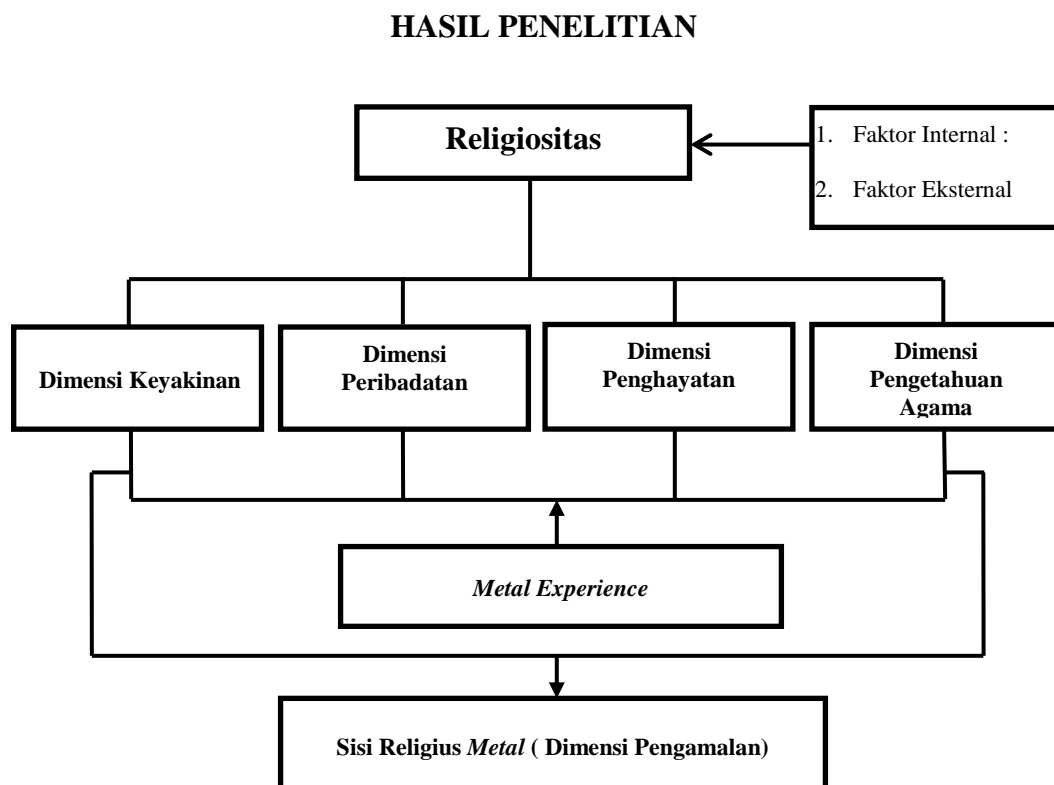 HASIL PENELITIAN
Religiositas
1. Faktor Internal :
2. Faktor Eksternal
Dimensi Keyakinan
Dimensi
Peribadatan
Dimensi
Penghayatan
Dimensi
Pengetahuan
Agama
Metal Experience
Sisi Religius Metal ( Dimensi Pengamalan)